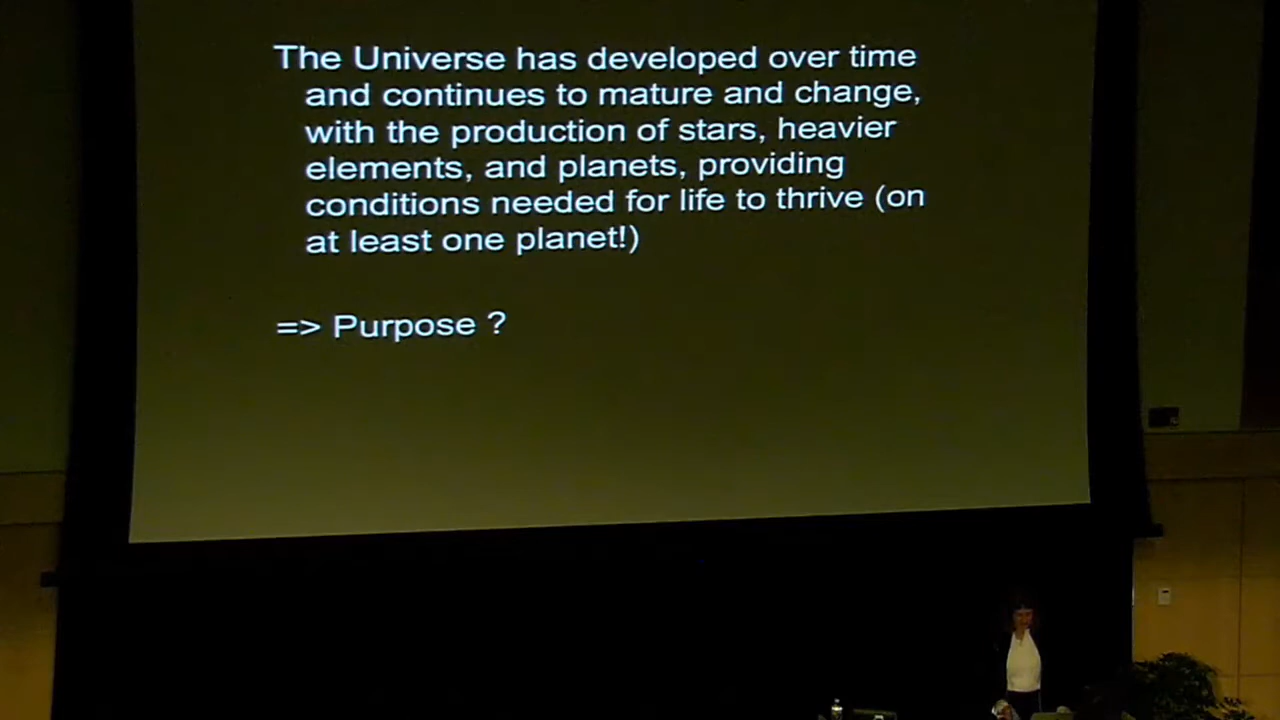 The Universe has developed over time
and continues to mature and change,
with the production of stars, heavier
elements, and planets, providing
conditions needed for life to thrive (on
at least one planet!)
=> Purpose ?